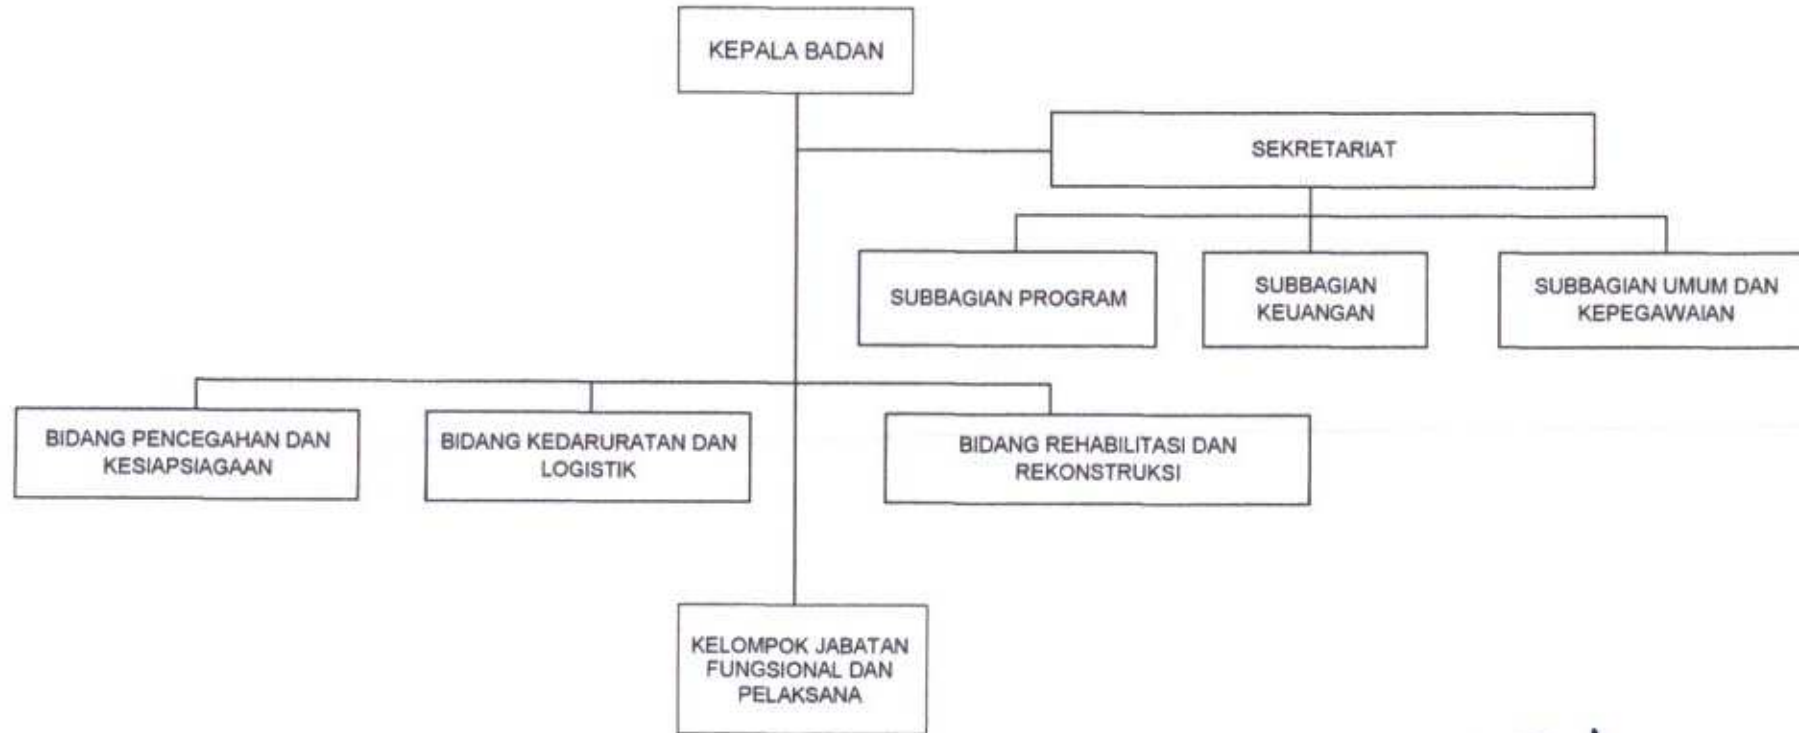 KEPALA BADAN
SEKRETARIAT
SUBBAGIAN PROGRAM
SUBBAGIAN
KEUANGAN
SUBBAGIAN UMUM DAN
KEPEGAWAIAN
BIDANG PENCEGAHAN DAN
KESIAPSIAGAAN
BIDANG KEDARURATAN DAN
LOGISTIK
BIDANG REHABILITASI DAN
REKONSTRUKSI
KELOMPOK JABATAN
FUNGSIONAL DAN
PELAKSANA